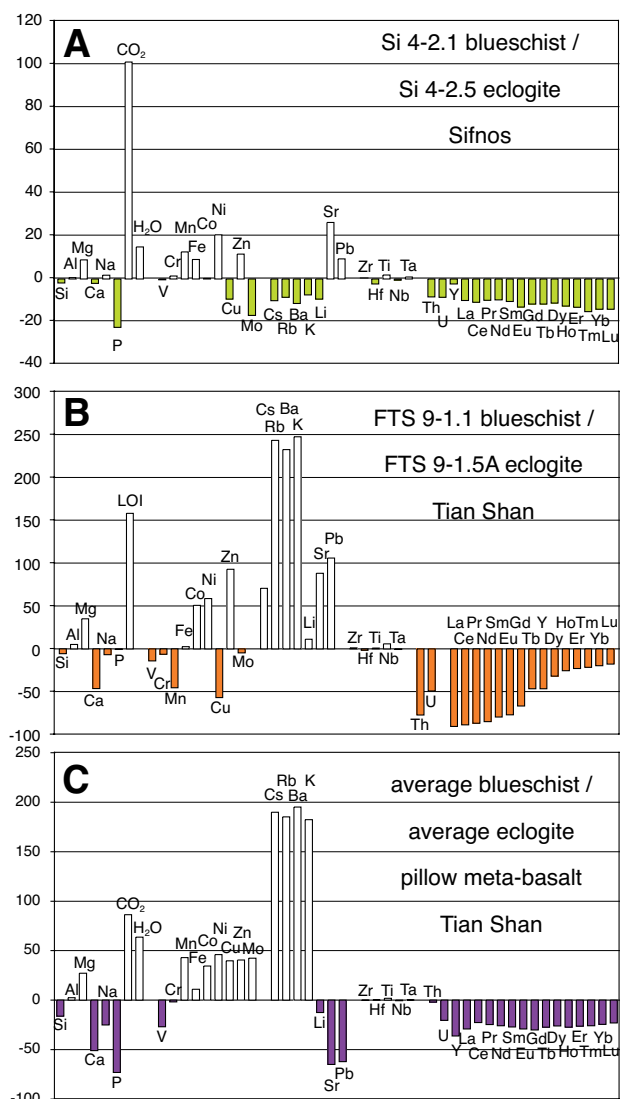 120
100
80
60
40
20
0
-20
-40
A
Si 4-2.1 blueschist /
Si 4-2.5 eclogite
Sifnos
Si
Al
Mg
Ca
Na
P
CO2
H2O
V
Cr
Mn
Fe
Co
Ni
Cu
Zn
Mo
Cs
Rb
Ba
K
Li
Sr
Pb
Zr
Hf
Ti
Nb
Ta
Th
U
Y
La
Ce
Pr
Nd
Sm
Eu
Gd
Tb
Dy
Ho
Er
Tm
Yb
Lu
300
250
200
150
100
50
0
-50
-100
B
FTS 9-1.1 blueschist /
FTS 9-1.5A eclogite
Tian Shan
Si
Al
Mg
Ca
Na
P
LOI
V
Cr
Mn
Fe
Co
Ni
Cu
Zn
Mo
Cs
Rb
Ba
K
Li
Sr
Pb
Zr
Hf
Ti
Nb
Ta
Th
U
La
Ce
Pr
Nd
Sm
Eu
Gd
Tb
Y
Dy
Ho
Er
Tm
Yb
Lu
250
200
150
100
50
0
-50
-100
C
average blueschist /
average eclogite
pillow meta-basalt
Tian Shan
Si
Al
Mg
Ca
Na
P
CO2
H2O
V
Cr
Mn
Fe
Co
Ni
Cu
Zn
Mo
Cs
Rb
Ba
K
Li
Sr
Pb
Zr
Hf
Ti
Nb
Ta
Th
U
Y
La
Ce
Pr
Nd
Sm
Eu
Gd
Tb
Dy
Ho
Er
Tm
Yb
Lu